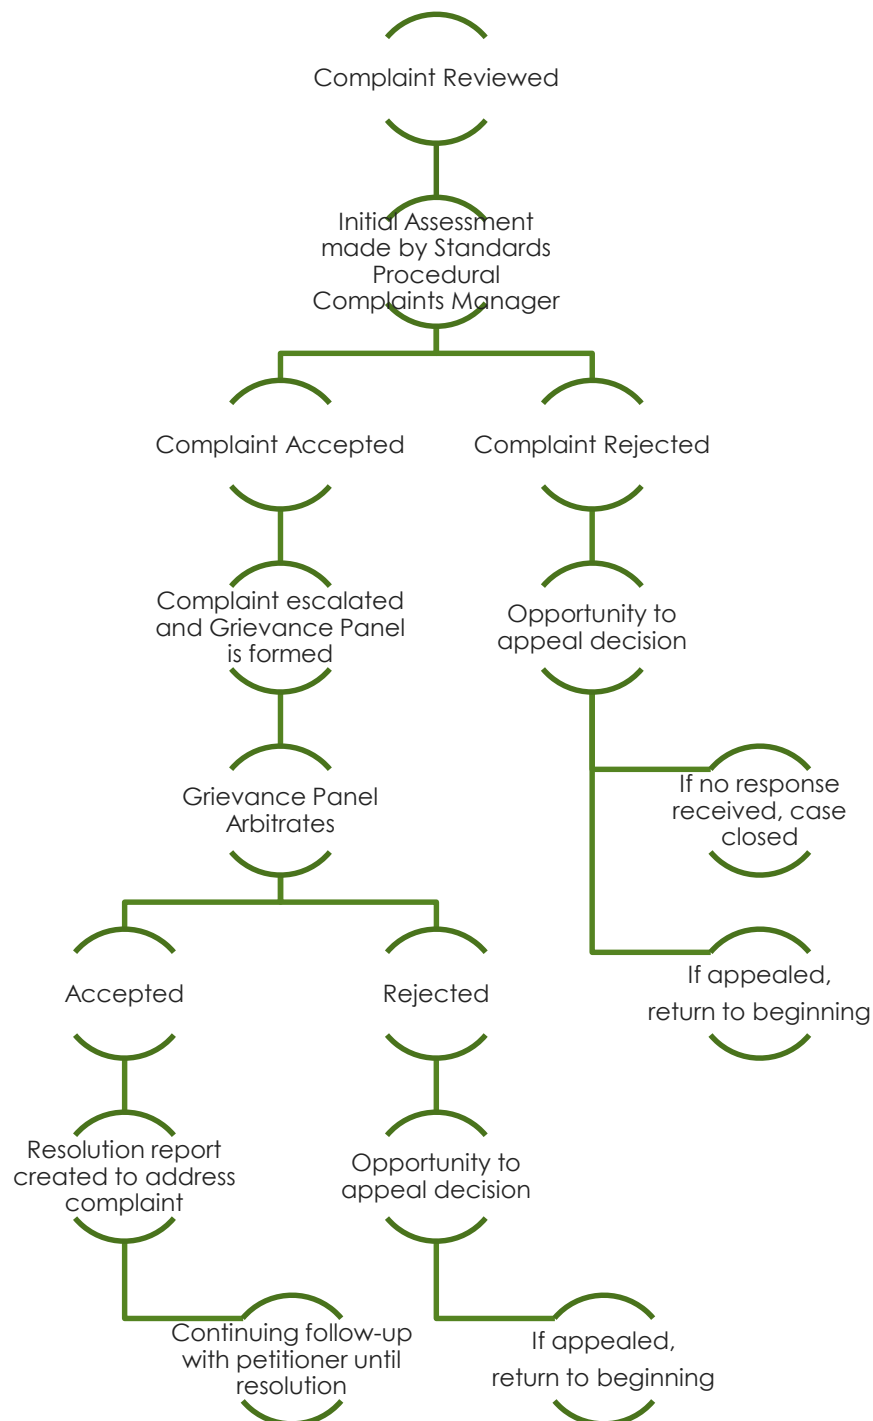 Complaint Reviewed
Initial Assessment
made by Standards
Procedural
Complaints Manager
Complaint Accepted
Complaint Rejected
Complaint escalated
and Grievance Panel
is formed
Opportunity to
appeal decision
Grievance Panel
Arbitrates
If no response
received, case
closed
Accepted
Rejected
If appealed,
return to beginning
Resolution report
created to address
complaint
Opportunity to
appeal decision
Continuing follow-up
with petitioner until
resolution
If appealed,
return to beginning